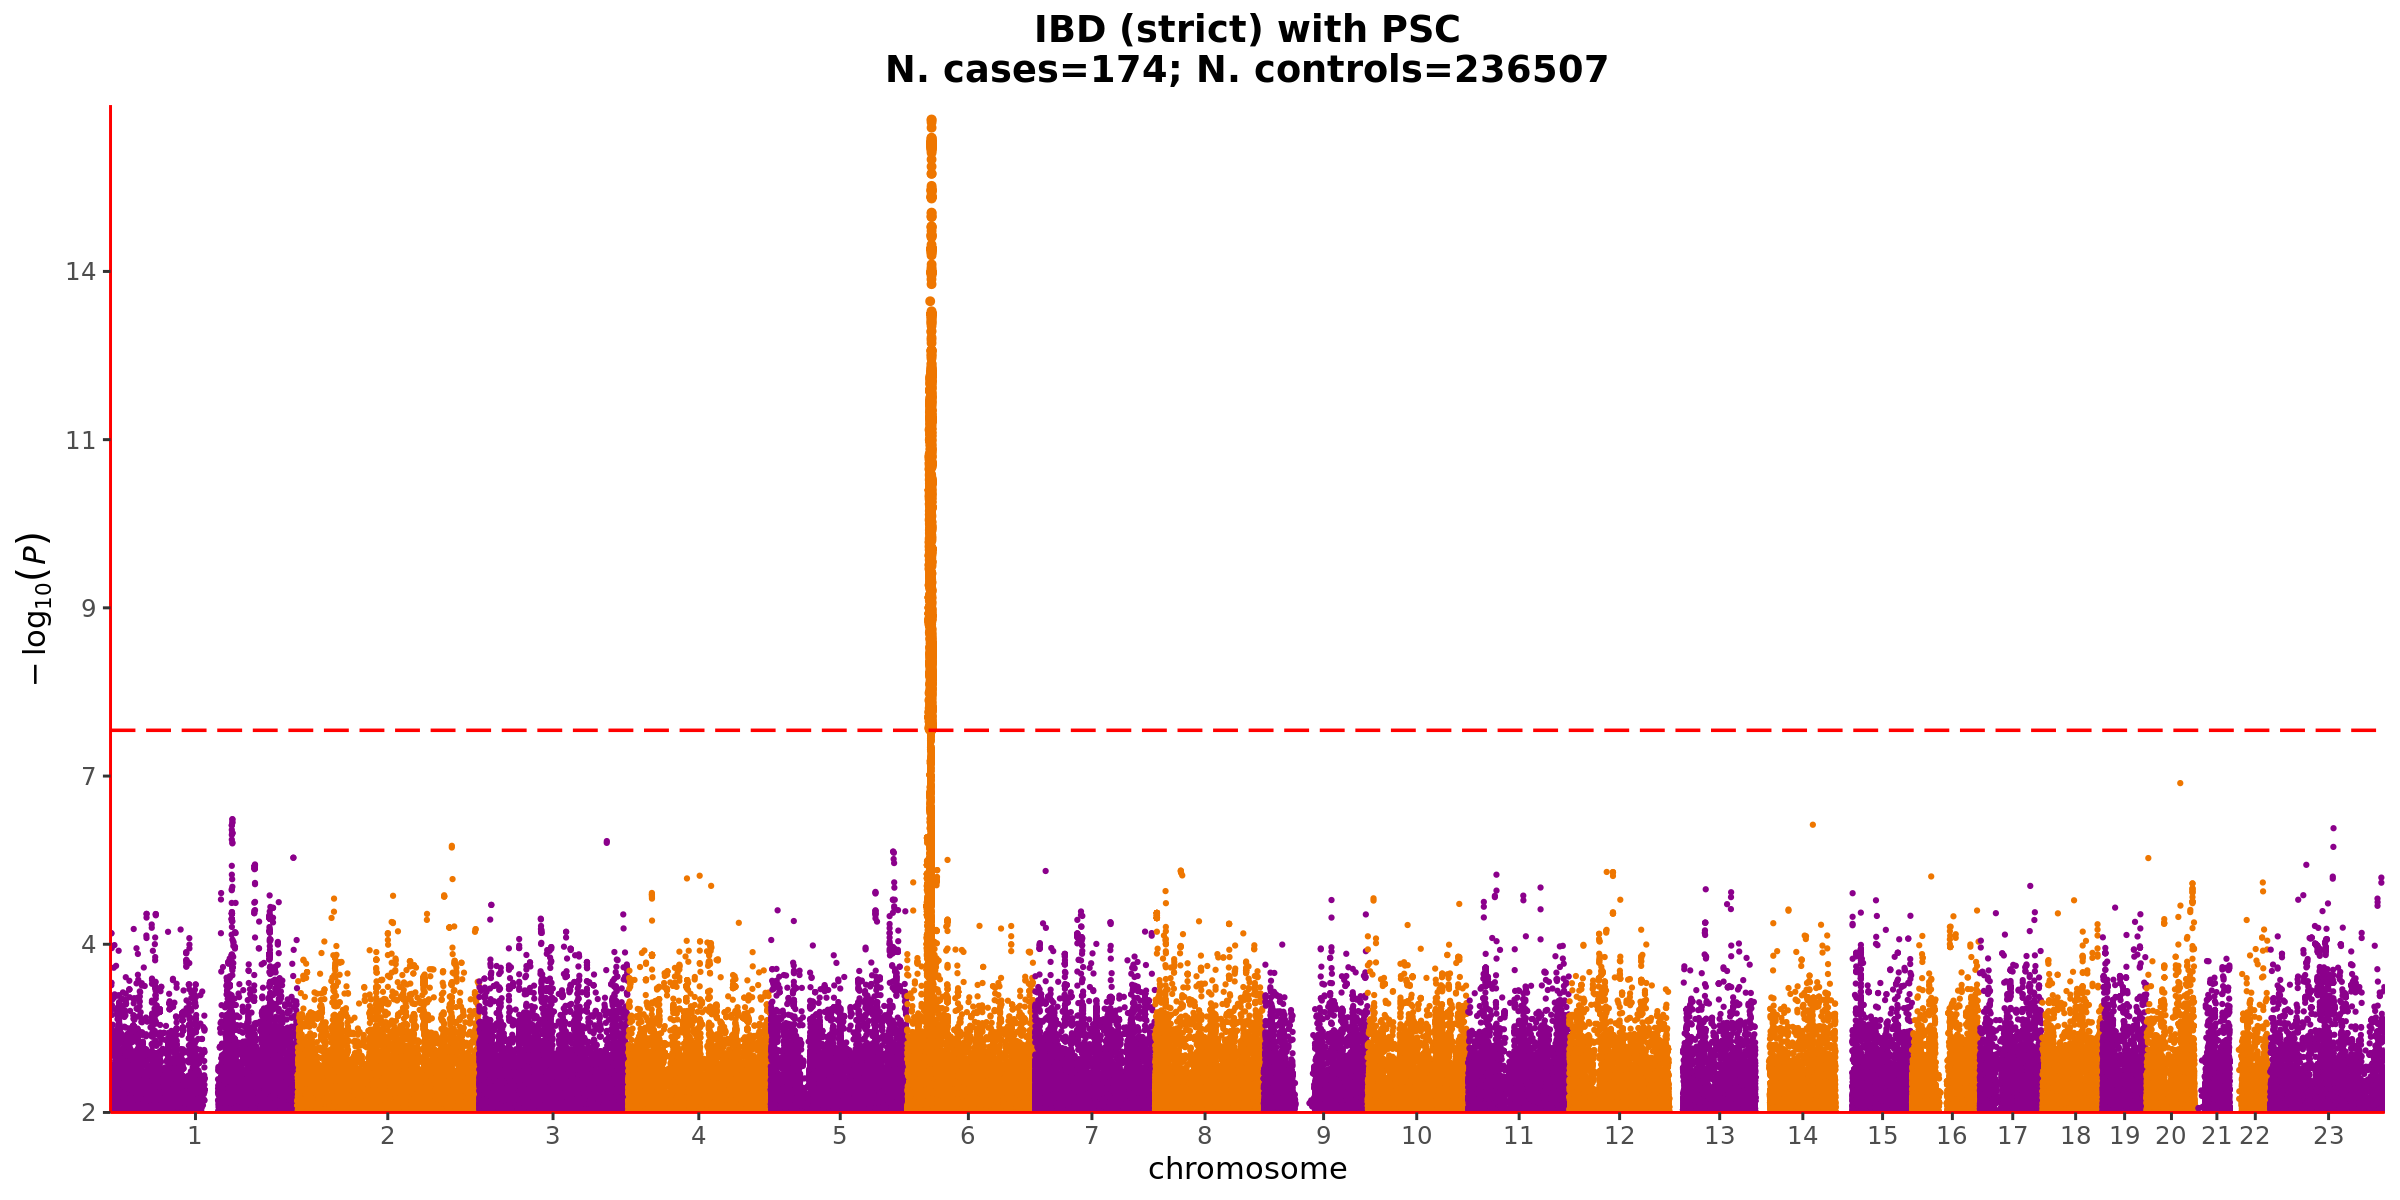 IBD (strict) with PSC
N. cases=174; N. controls=236507
− log10(P)
14
11
9
7
4
2
1 2 3 4 5 6 7 8 9 10 11 12 13 14 15 16 17 18 19 20 21 22 23
chromosome